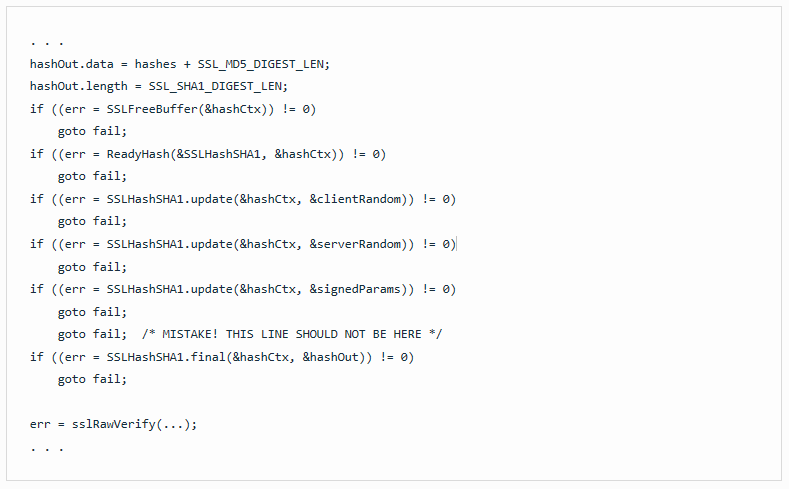 . . .
hashOut.data = hashes + SSL_MD5_DIGEST_LEN;
hashOut.length = SSL_SHA1_DIGEST_LEN;
if ((err = SSLFreeBuffer(&hashCtx)) != 0)
    goto fail;
if ((err = ReadyHash(&SSLHashSHA1, &hashCtx)) != 0)
    goto fail;
if ((err = SSLHashSHA1.update(&hashCtx, &clientRandom)) != 0)
    goto fail;
if ((err = SSLHashSHA1.update(&hashCtx, &serverRandom)) != 0)
    goto fail;
if ((err = SSLHashSHA1.update(&hashCtx, &signedParams)) != 0)
    goto fail;
    goto fail;  /* MISTAKE! THIS LINE SHOULD NOT BE HERE */
if ((err = SSLHashSHA1.final(&hashCtx, &hashOut)) != 0)
    goto fail;

err = sslRawVerify(...);
. . .